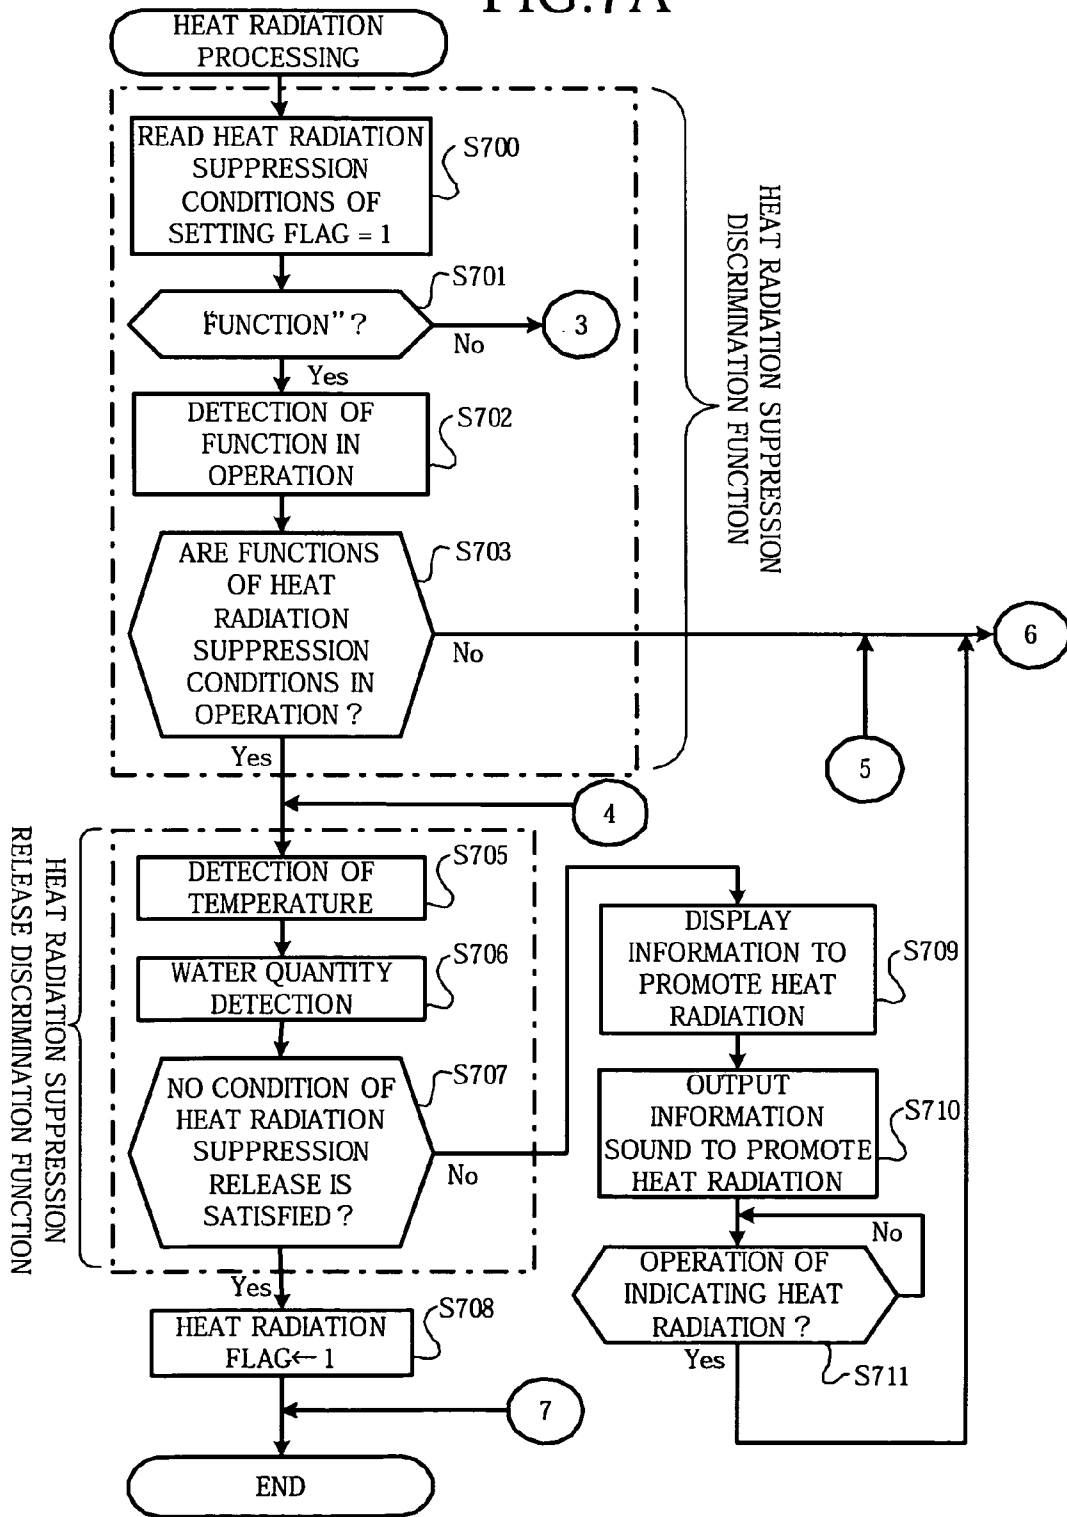 FIG.7A
HEAT RADIATION
PROCESSING
READ HEAT RADIATION
SUPPRESSION
CONDITIONS OF
SETTING FLAG = 1
S700
"FUNCTION" ?
S701
No
3
Yes
DETECTION OF
FUNCTION IN
OPERATION
S702
ARE FUNCTIONS
OF HEAT
RADIATION
SUPPRESSION
CONDITIONS IN
OPERATION ?
S703
No
6
Yes
5
4
HEAT RADIATION SUPPRESSION
DISCRIMINATION FUNCTION
DETECTION OF
TEMPERATURE
S705
WATER QUANTITY
DETECTION
S706
NO CONDITION OF
HEAT RADIATION
SUPPRESSION
RELEASE IS
SATISFIED ?
S707
No
Yes
HEAT RADIATION SUPPRESSION
RELEASE DISCRIMINATION FUNCTION
HEAT RADIATION
FLAG← 1
S708
7
END
DISPLAY
INFORMATION TO
PROMOTE HEAT
RADIATION
S709
OUTPUT
INFORMATION
SOUND TO PROMOTE
HEAT RADIATION
S710
No
OPERATION OF
INDICATING HEAT
RADIATION ?
Yes
S711